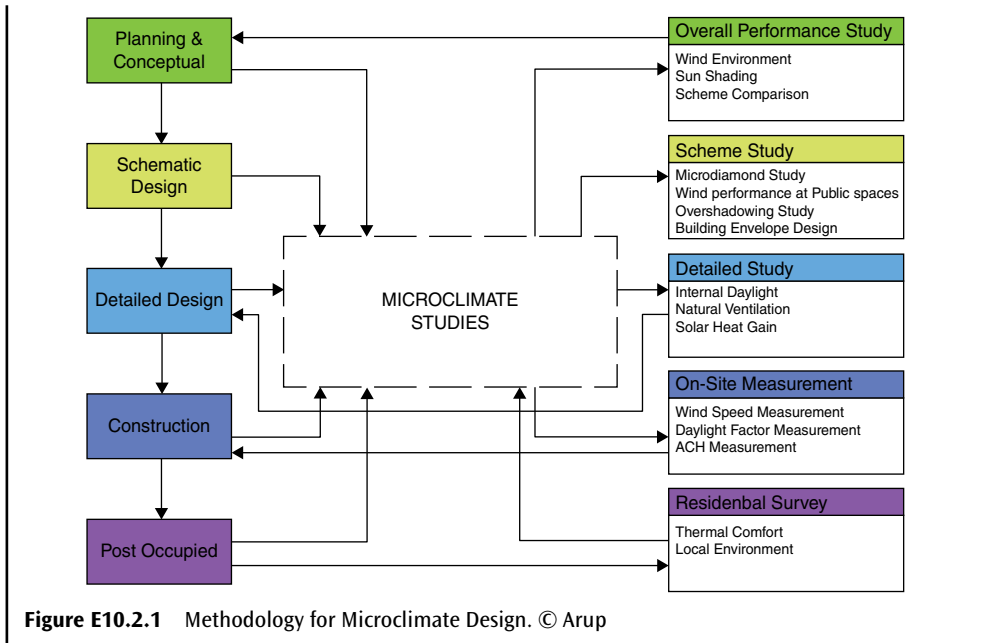 Planning &
Conceptual
Schematic
Design
Detailed Design
Construction
Post Occupied
MICROCLIMATE
STUDIES
Overall Performance Study
Wind Environment
Sun Shading
Scheme Comparison
Scheme Study
Microdiamond Study
Wind performance at Public spaces
Overshadowing Study
Building Envelope Design
Detailed Study
Internal Daylight
Natural Ventilation
Solar Heat Gain
On-Site Measurement
Wind Speed Measurement
Daylight Factor Measurement
ACH Measurement
Residenbal Survey
Thermal Comfort
Local Environment
Figure E10.2.1 Methodology for Microclimate Design. © Arup